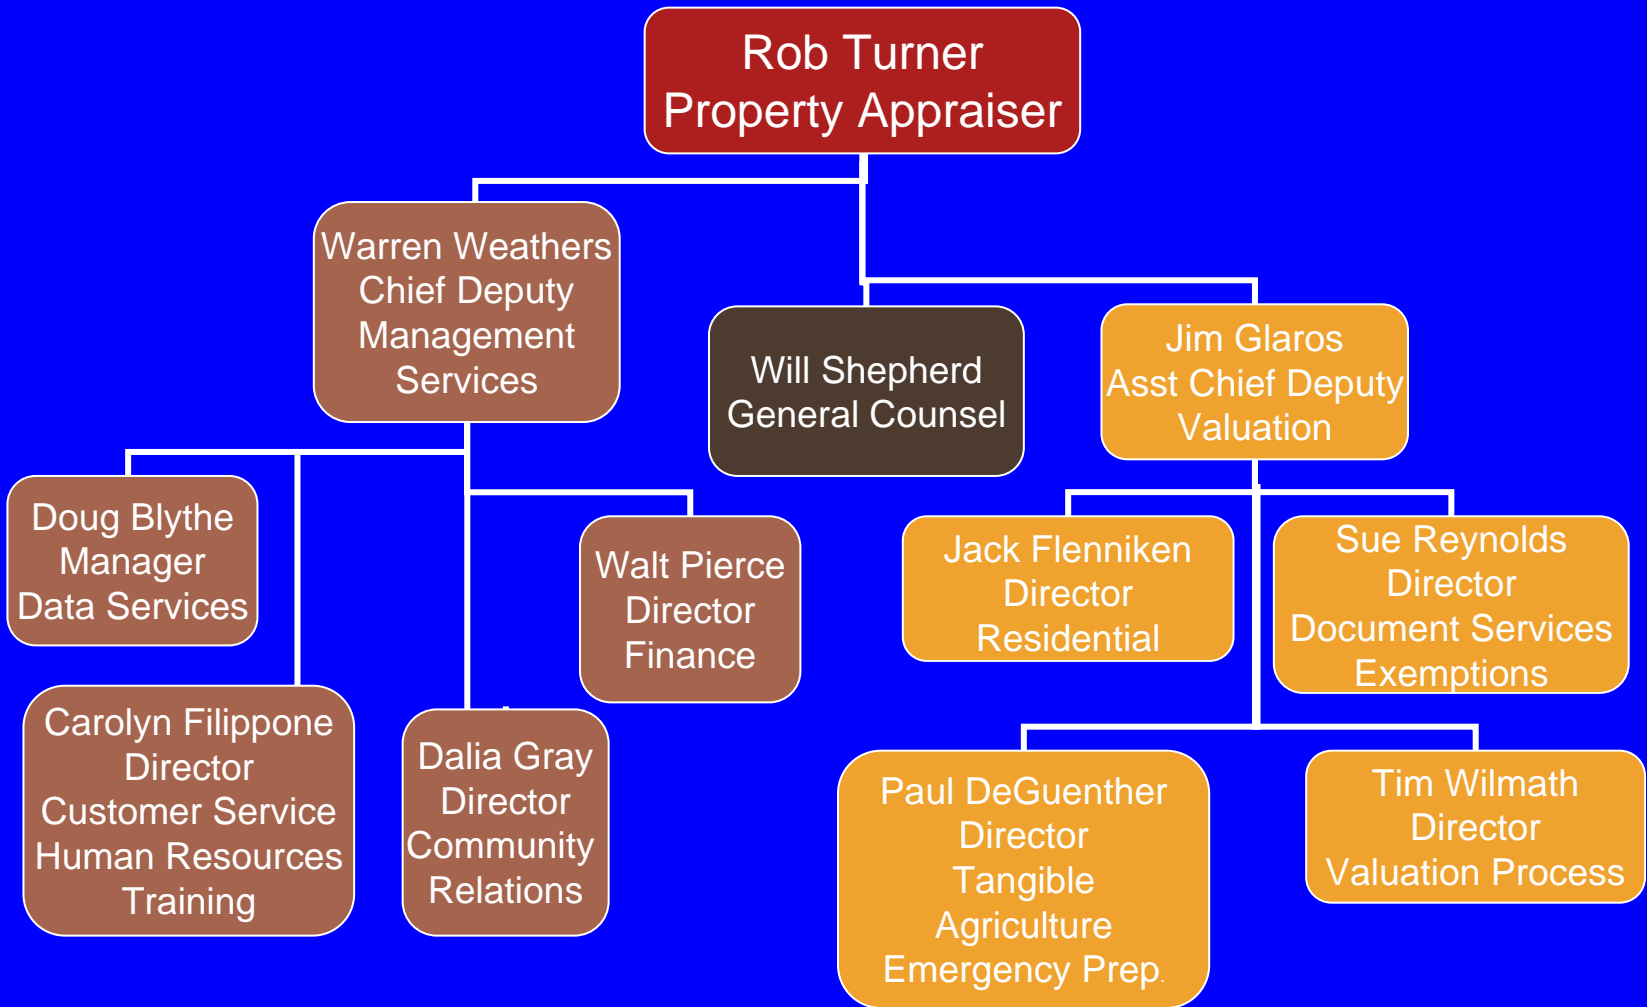 Rob Turner
Property Appraiser
Warren Weathers
Chief Deputy
Management
Services
Will Shepherd
General Counsel
Jim Glaros
Asst Chief Deputy
Valuation
Doug Blythe
Manager
Data Services
Walt Pierce
Director
Finance
Jack Flenniken
Director
Residential
Sue Reynolds
Director
Document Services
Exemptions
Carolyn Filippone
Director
Customer Service
Human Resources
Training
Dalia Gray
Director
Community
Relations
Paul DeGuenther
Director
Tangible
Agriculture
Emergency Prep.
Tim Wilmath
Director
Valuation Process